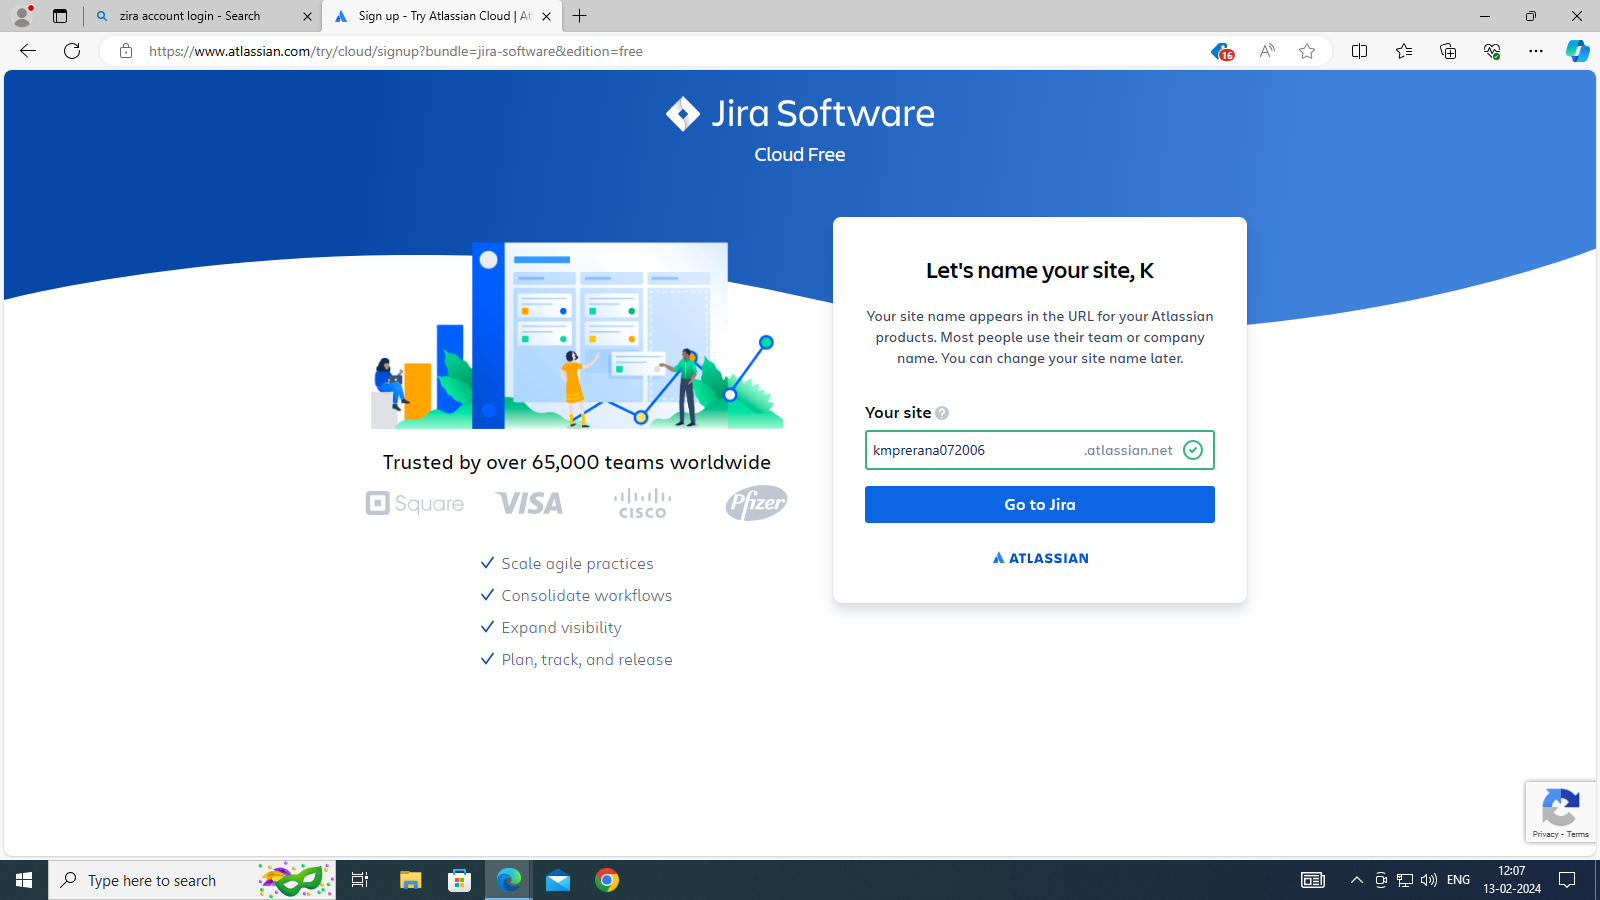 zira account login - Search
Sign up - Try Atlassian Cloud | At
https://www.atlassian.com/try/cloud/signup?bundle=jira-software&edition=free
16
Jira Software
Cloud Free
Let's name your site, K
Your site name appears in the URL for your Atlassian
products. Most people use their team or company
name. You can change your site name later.
Your site ?
kmprerana072006 .atlassian.net
Go to Jira
ATLASSIAN
Trusted by over 65,000 teams worldwide
Square VISA CISCO Pfizer
Scale agile practices
Consolidate workflows
Expand visibility
Plan, track, and release
Privacy - Terms
Type here to search
ENG
12:07
13-02-2024